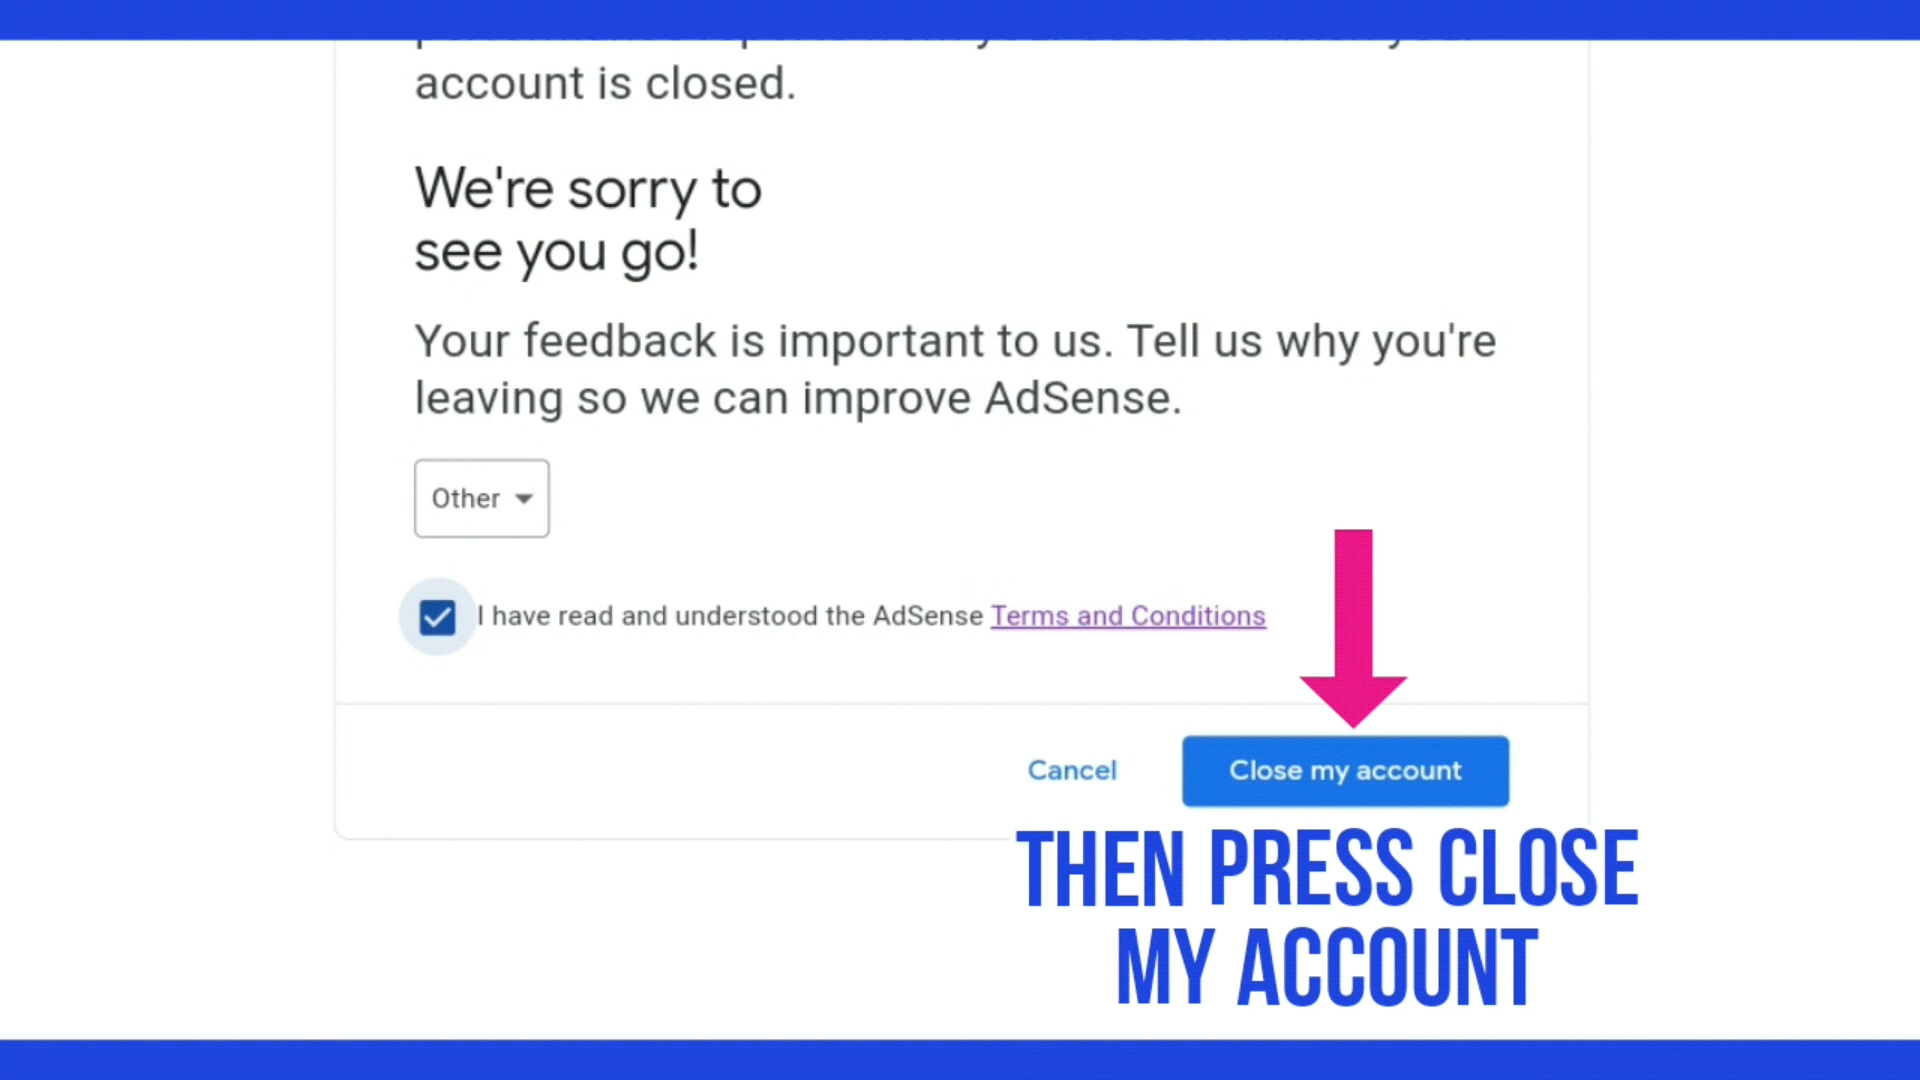 account is closed.
We're sorry to
see you go!
Your feedback is important to us. Tell us why you're
leaving so we can improve AdSense.
Other
I have read and understood the AdSense Terms and Conditions
Cancel
Close my account
THEN PRESS CLOSE
MY ACCOUNT